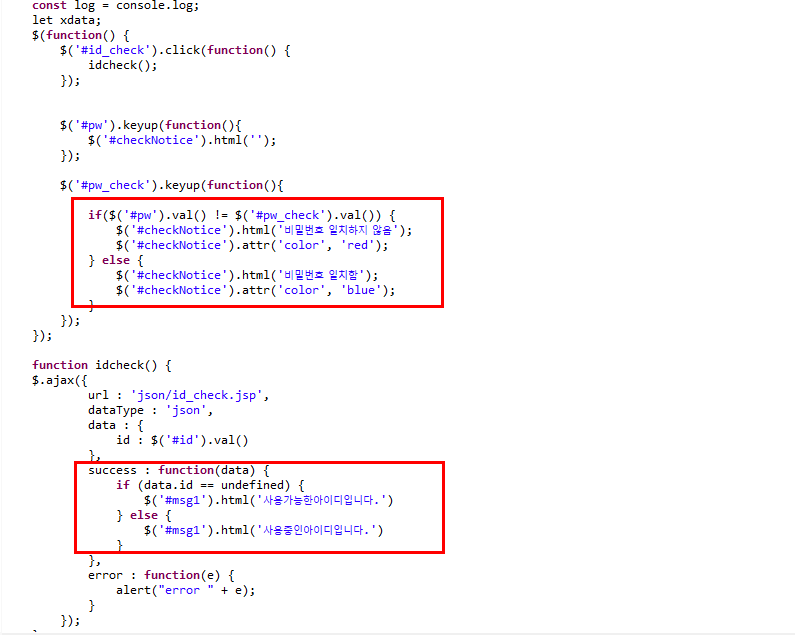 const log = console.log;
let xdata;
$(function() {
$('#id_check').click(function() {
idcheck();
});
$('#pw').keyup(function(){
$('#checkNotice').html('');
});
$('#pw_check').keyup(function(){
if($('#pw').val() != $('#pw_check').val()) {
$('#checkNotice').html('비밀번호 일치하지 않음');
$('#checkNotice').attr('color', 'red');
} else {
$('#checkNotice').html('비밀번호 일치함');
$('#checkNotice').attr('color', 'blue');
}
});
});
function idcheck() {
$.ajax({
url : 'json/id_check.jsp',
dataType : 'json',
data : {
id : $('#id').val()
},
success : function(data) {
if (data.id == undefined) {
$('#msg1').html('사용가능한아이디입니다.')
} else {
$('#msg1').html('사용중인아이디입니다.')
}
},
error : function(e) {
alert("error " + e);
}
});